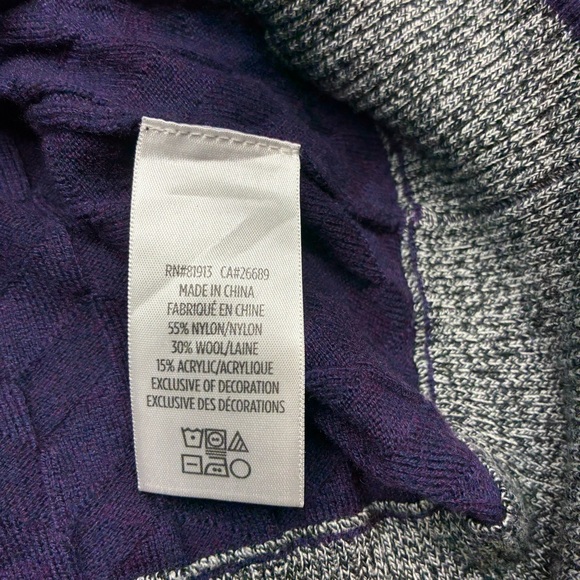 RN#81913 CA#26689
MADE IN CHINA
FABRIQUÉ EN CHINE
55% NYLON/NYLON
30% WOOL/LAINE
15% ACRYLIC/ACRYLIQUE
EXCLUSIVE OF DECORATION
EXCLUSIVE DES DÉCORATIONS